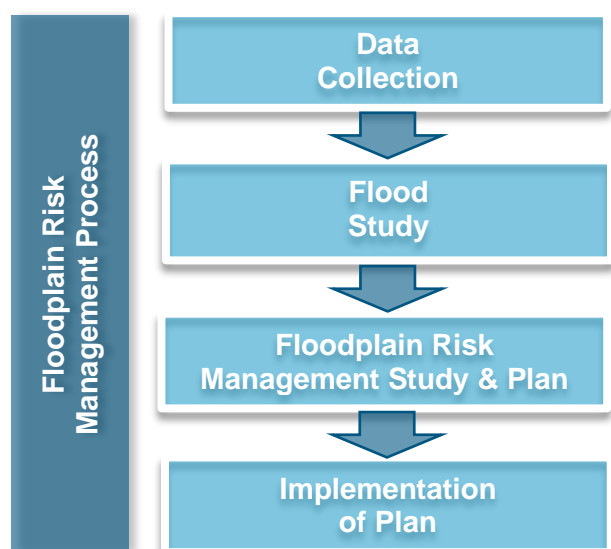 Floodplain Risk
Management Process
Data
Collection
Flood
Study
Floodplain Risk
Management Study & Plan
Implementation
of Plan